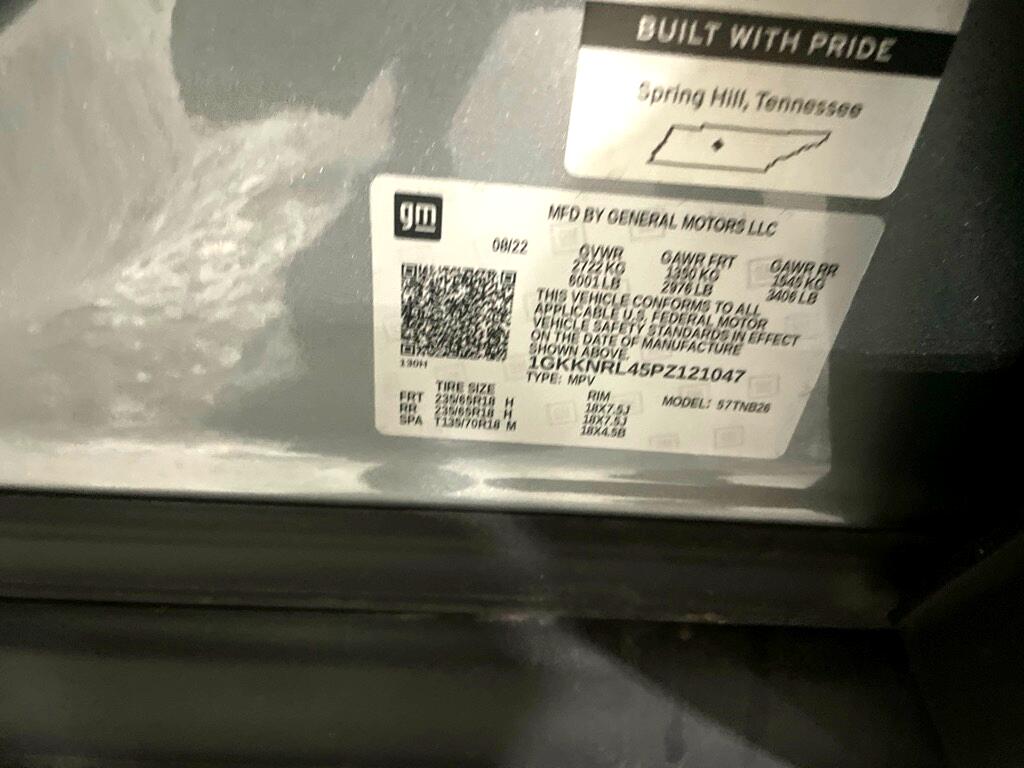 BUILT WITH PRIDE
Spring Hill, Tennessee
gm
MFD BY GENERAL MOTORS LLC
08/22
GVWR GAWR FRT GAWR RR
2722 KG 1350 KG 1545 KG
6001 LB 2976 LB 3406 LB
THIS VEHICLE CONFORMS TO ALL
APPLICABLE U.S. FEDERAL MOTOR
VEHICLE SAFETY STANDARDS IN EFFECT
ON THE DATE OF MANUFACTURE
SHOWN ABOVE.
1GKKNRL45PZ121047
TYPE: MPV
MODEL: 57TNB26
130H
TIRE SIZE RIM
FRT 235/65R18 H 18X7.5J
RR 235/65R18 H 18X7.5J
SPA T135/70R18 M 18X4.5B